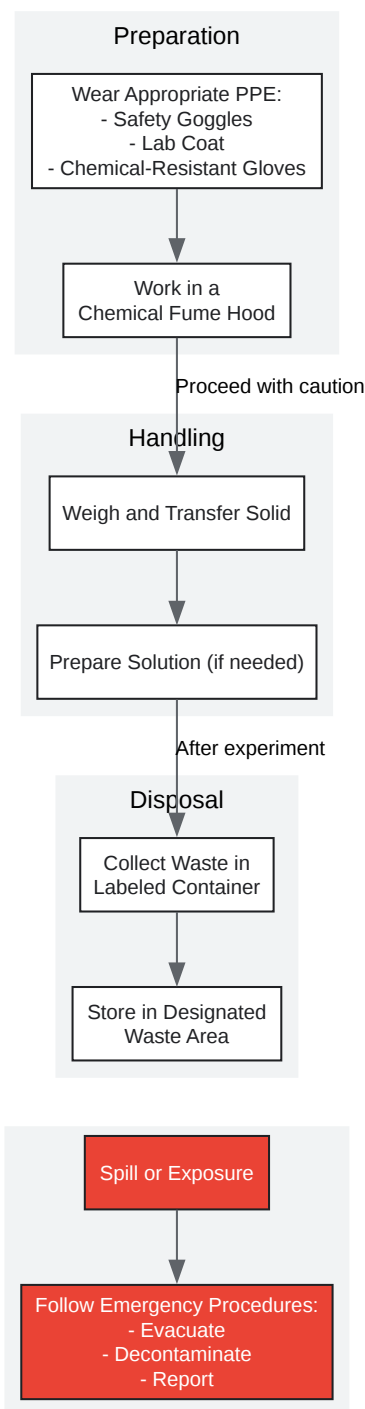 Preparation
Wear Appropriate PPE:
- Safety Goggles
- Lab Coat
- Chemical-Resistant Gloves
Work in a
Chemical Fume Hood
Proceed with caution
Handling
Weigh and Transfer Solid
Prepare Solution (if needed)
After experiment
Disposal
Collect Waste in
Labeled Container
Store in Designated
Waste Area
Spill or Exposure
Follow Emergency Procedures:
- Evacuate
- Decontaminate
- Report